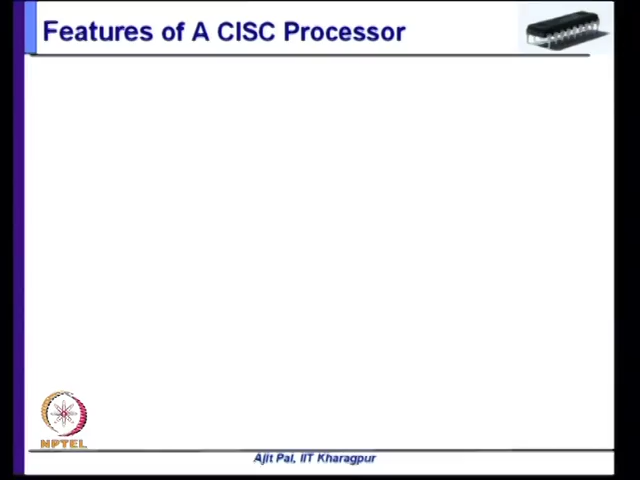 Features of A CISC Processor
NPTEL
Ajit Pal, IIT Kharagpur